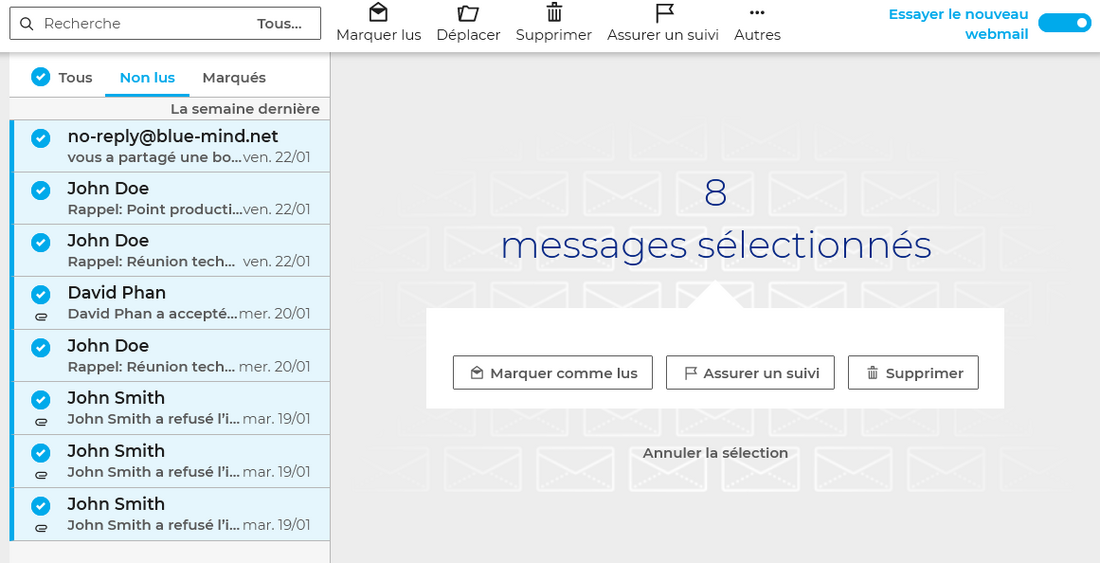 Recherche
Tous...
Marquer lus
Déplacer
Supprimer
Assurer un suivi
Autres
Essayer le nouveau
webmail
Tous
Non lus
Marqués
La semaine dernière
no-reply@blue-mind.net
vous a partagé une bo... ven. 22/01
John Doe
Rappel: Point producti... ven. 22/01
John Doe
Rappel: Réunion tech... ven. 22/01
David Phan
David Phan a accepté... mer. 20/01
John Doe
Rappel: Réunion tech... mer. 20/01
John Smith
John Smith a refusé l'i... mar. 19/01
John Smith
John Smith a refusé l'i... mar. 19/01
John Smith
John Smith a refusé l'i... mar. 19/01
8
messages sélectionnés
Marquer comme lus
Assurer un suivi
Supprimer
Annuler la sélection